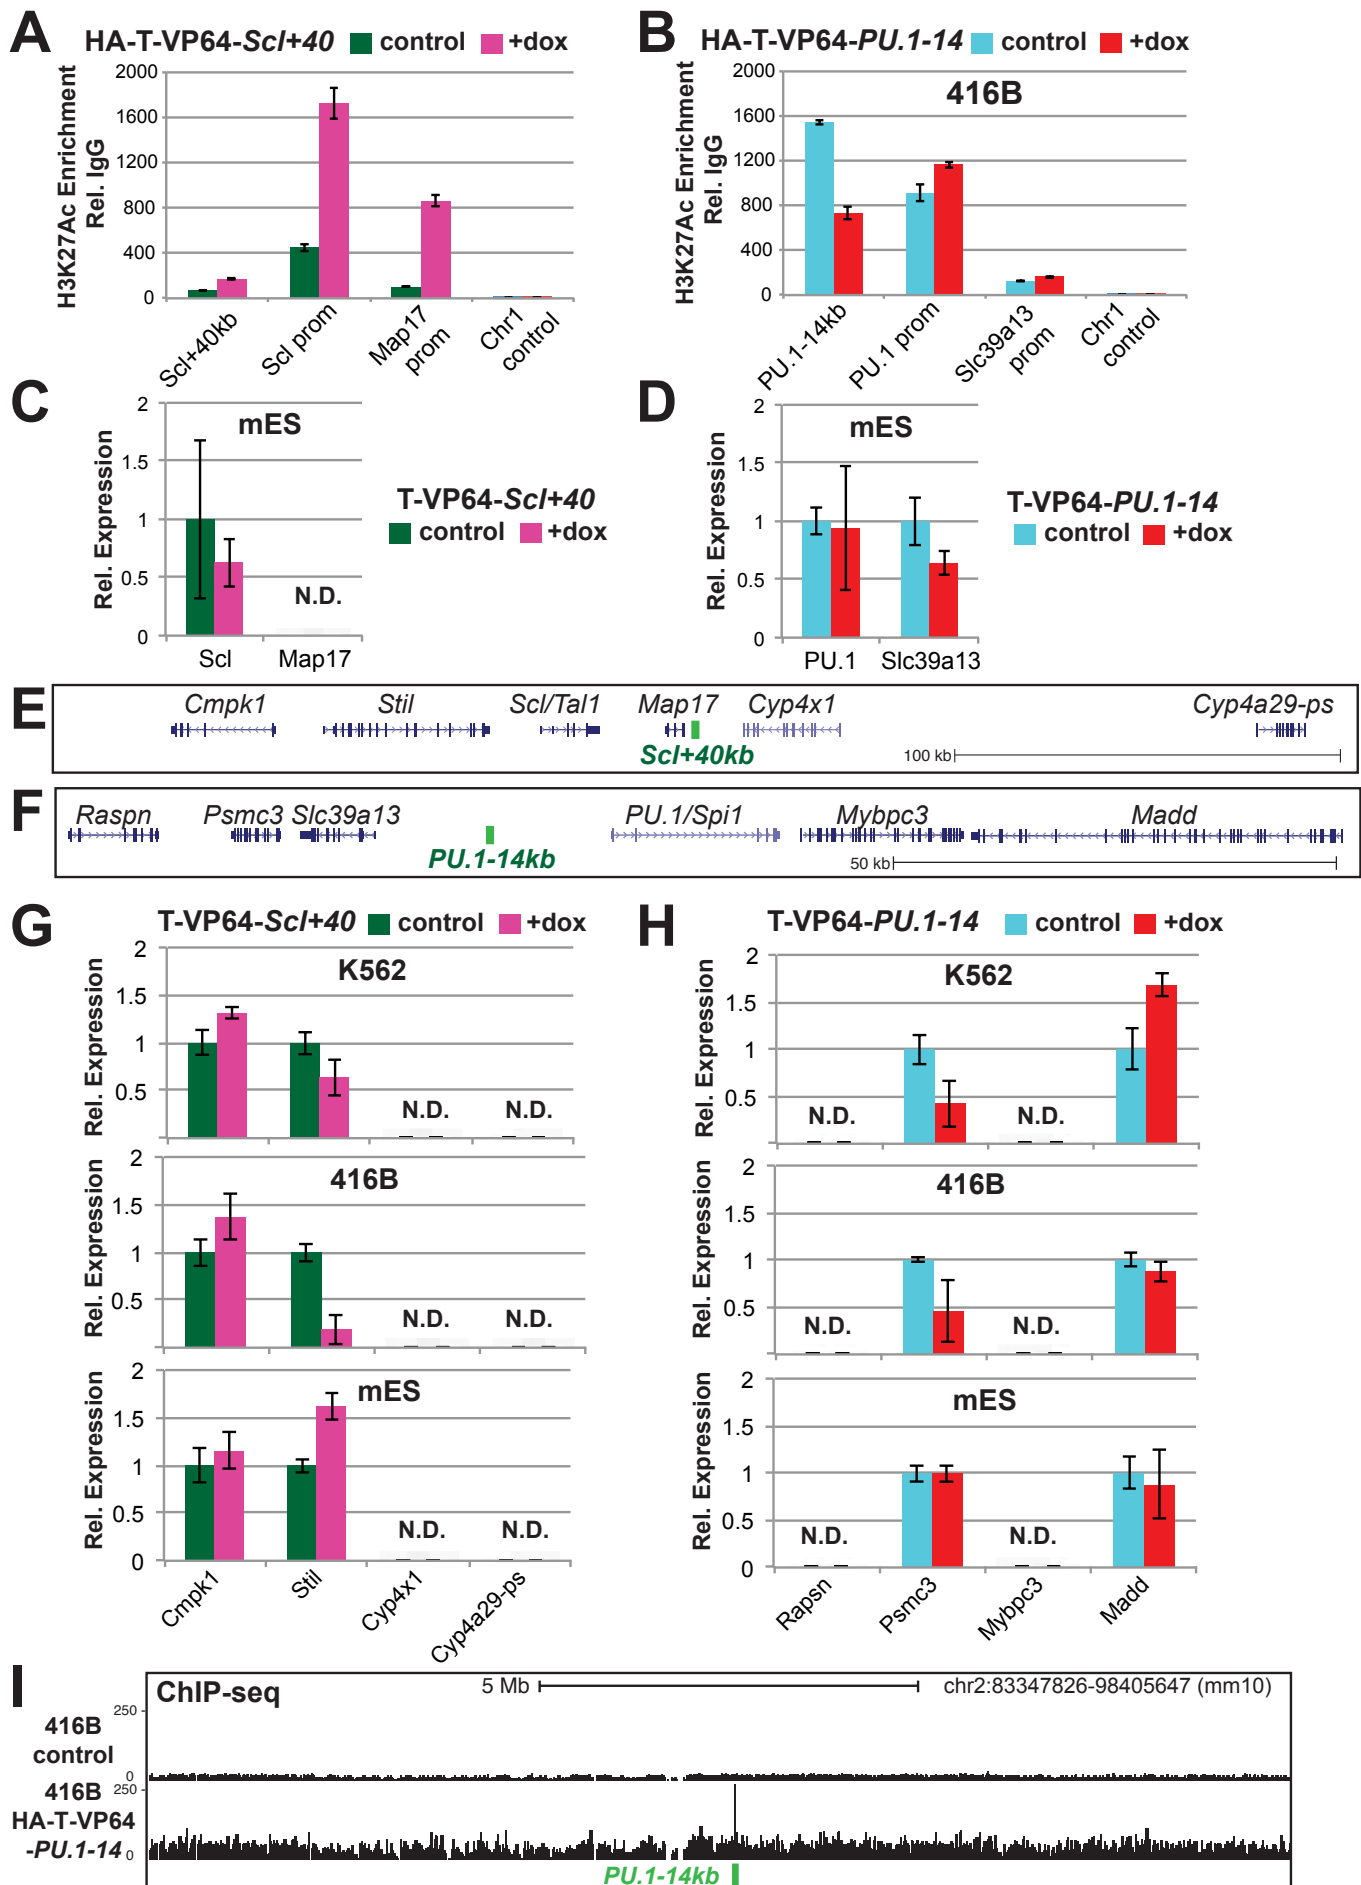 A
HA-T-VP64-Scl+40 control +dox
H3K27Ac Enrichment
Rel. IgG
2000
1600
1200
800
400
0
Scl+40kb
Scl prom
Map17
prom
Chr1
control
B
HA-T-VP64-PU.1-14 control +dox
416B
H3K27Ac Enrichment
Rel. IgG
2000
1600
1200
800
400
0
PU.1-14kb
PU.1 prom
Slc39a13
prom
Chr1
control
C
mES
Rel. Expression
2
1.5
1
0.5
0
N.D.
Scl
Map17
T-VP64-Scl+40
control +dox
D
mES
Rel. Expression
2
1.5
1
0.5
0
PU.1
Slc39a13
T-VP64-PU.1-14
control +dox
E
Cmpk1 Stil Scl/Tal1 Map17 Cyp4x1 Cyp4a29-ps
Scl+40kb
100 kb
F
Raspn Psmc3 Slc39a13 PU.1/Spi1 Mybpc3 Madd
PU.1-14kb
50 kb
G
T-VP64-Scl+40 control +dox
K562
Rel. Expression
2
1.5
1
0.5
N.D. N.D.
416B
Rel. Expression
2
1.5
1
0.5
N.D. N.D.
mES
Rel. Expression
2
1.5
1
0.5
0
N.D. N.D.
Cmpk1
Stil
Cyp4x1
Cyp4a29-ps
H
T-VP64-PU.1-14 control +dox
K562
Rel. Expression
2
1.5
1
0.5
0
N.D. N.D.
416B
Rel. Expression
2
1.5
1
0.5
0
N.D. N.D.
mES
Rel. Expression
2
1.5
1
0.5
0
N.D. N.D.
Rapsn
Psmc3
Mybpc3
Madd
I
ChIP-seq
5 Mb
chr2:83347826-98405647 (mm10)
250
416B
control
0
250
416B
HA-T-VP64
-PU.1-14
0
PU.1-14kb